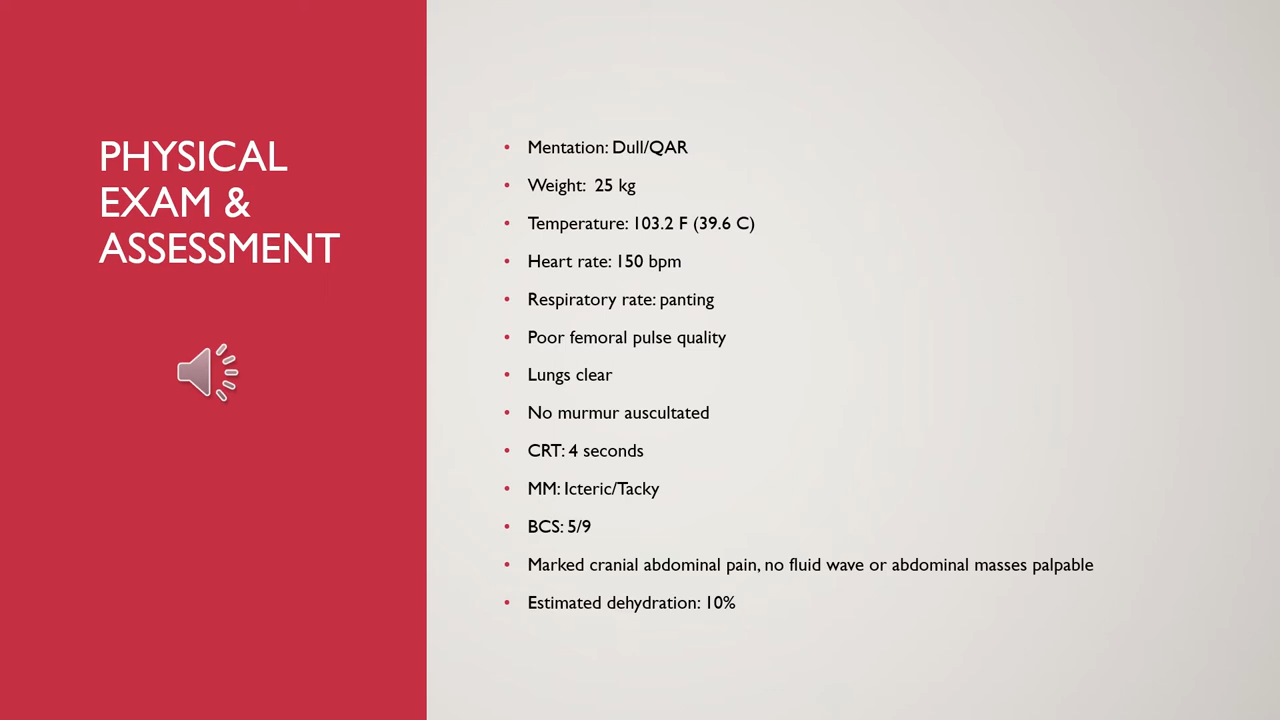 PHYSICAL
EXAM &
ASSESSMENT
• Mentation: Dull/QAR
• Weight:  25 kg
• Temperature: 103.2 F (39.6 C)
• Heart rate: 150 bpm
• Respiratory rate: panting
• Poor femoral pulse quality
• Lungs clear
• No murmur auscultated
• CRT: 4 seconds
• MM: Icteric/Tacky
• BCS: 5/9
• Marked cranial abdominal pain, no fluid wave or abdominal masses palpable
• Estimated dehydration: 10%